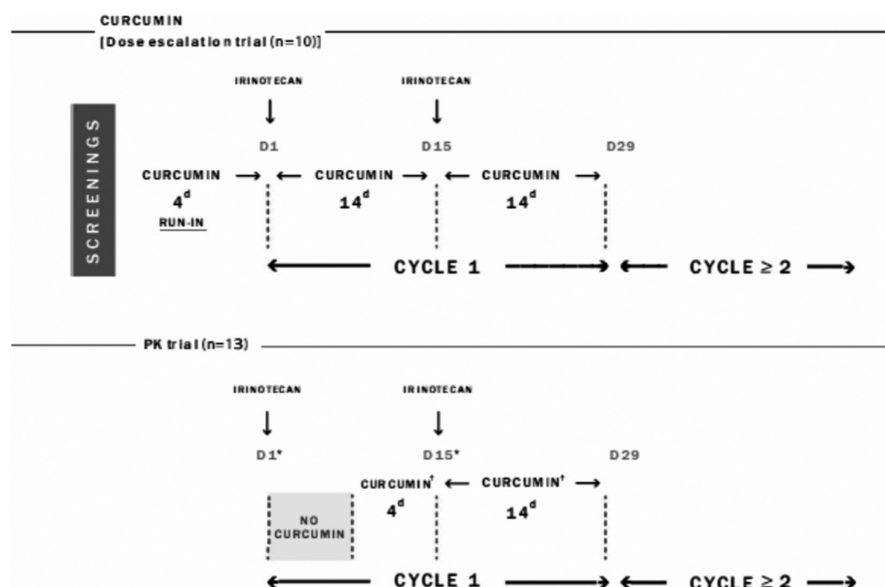 CURCUMIN
[Dose escalation trial (n=10)]
IRINOTECAN IRINOTECAN
SCREENINGS
D1 D15 D29
CURCUMIN CURCUMIN CURCUMIN
4d 14d 14d
RUN-IN
CYCLE 1 CYCLE ≥ 2
PK trial (n=13)
IRINOTECAN IRINOTECAN
D1* D15* D29
CURCUMIN† CURCUMIN†
4d 14d
NO
CURCUMIN
CYCLE 1 CYCLE ≥ 2